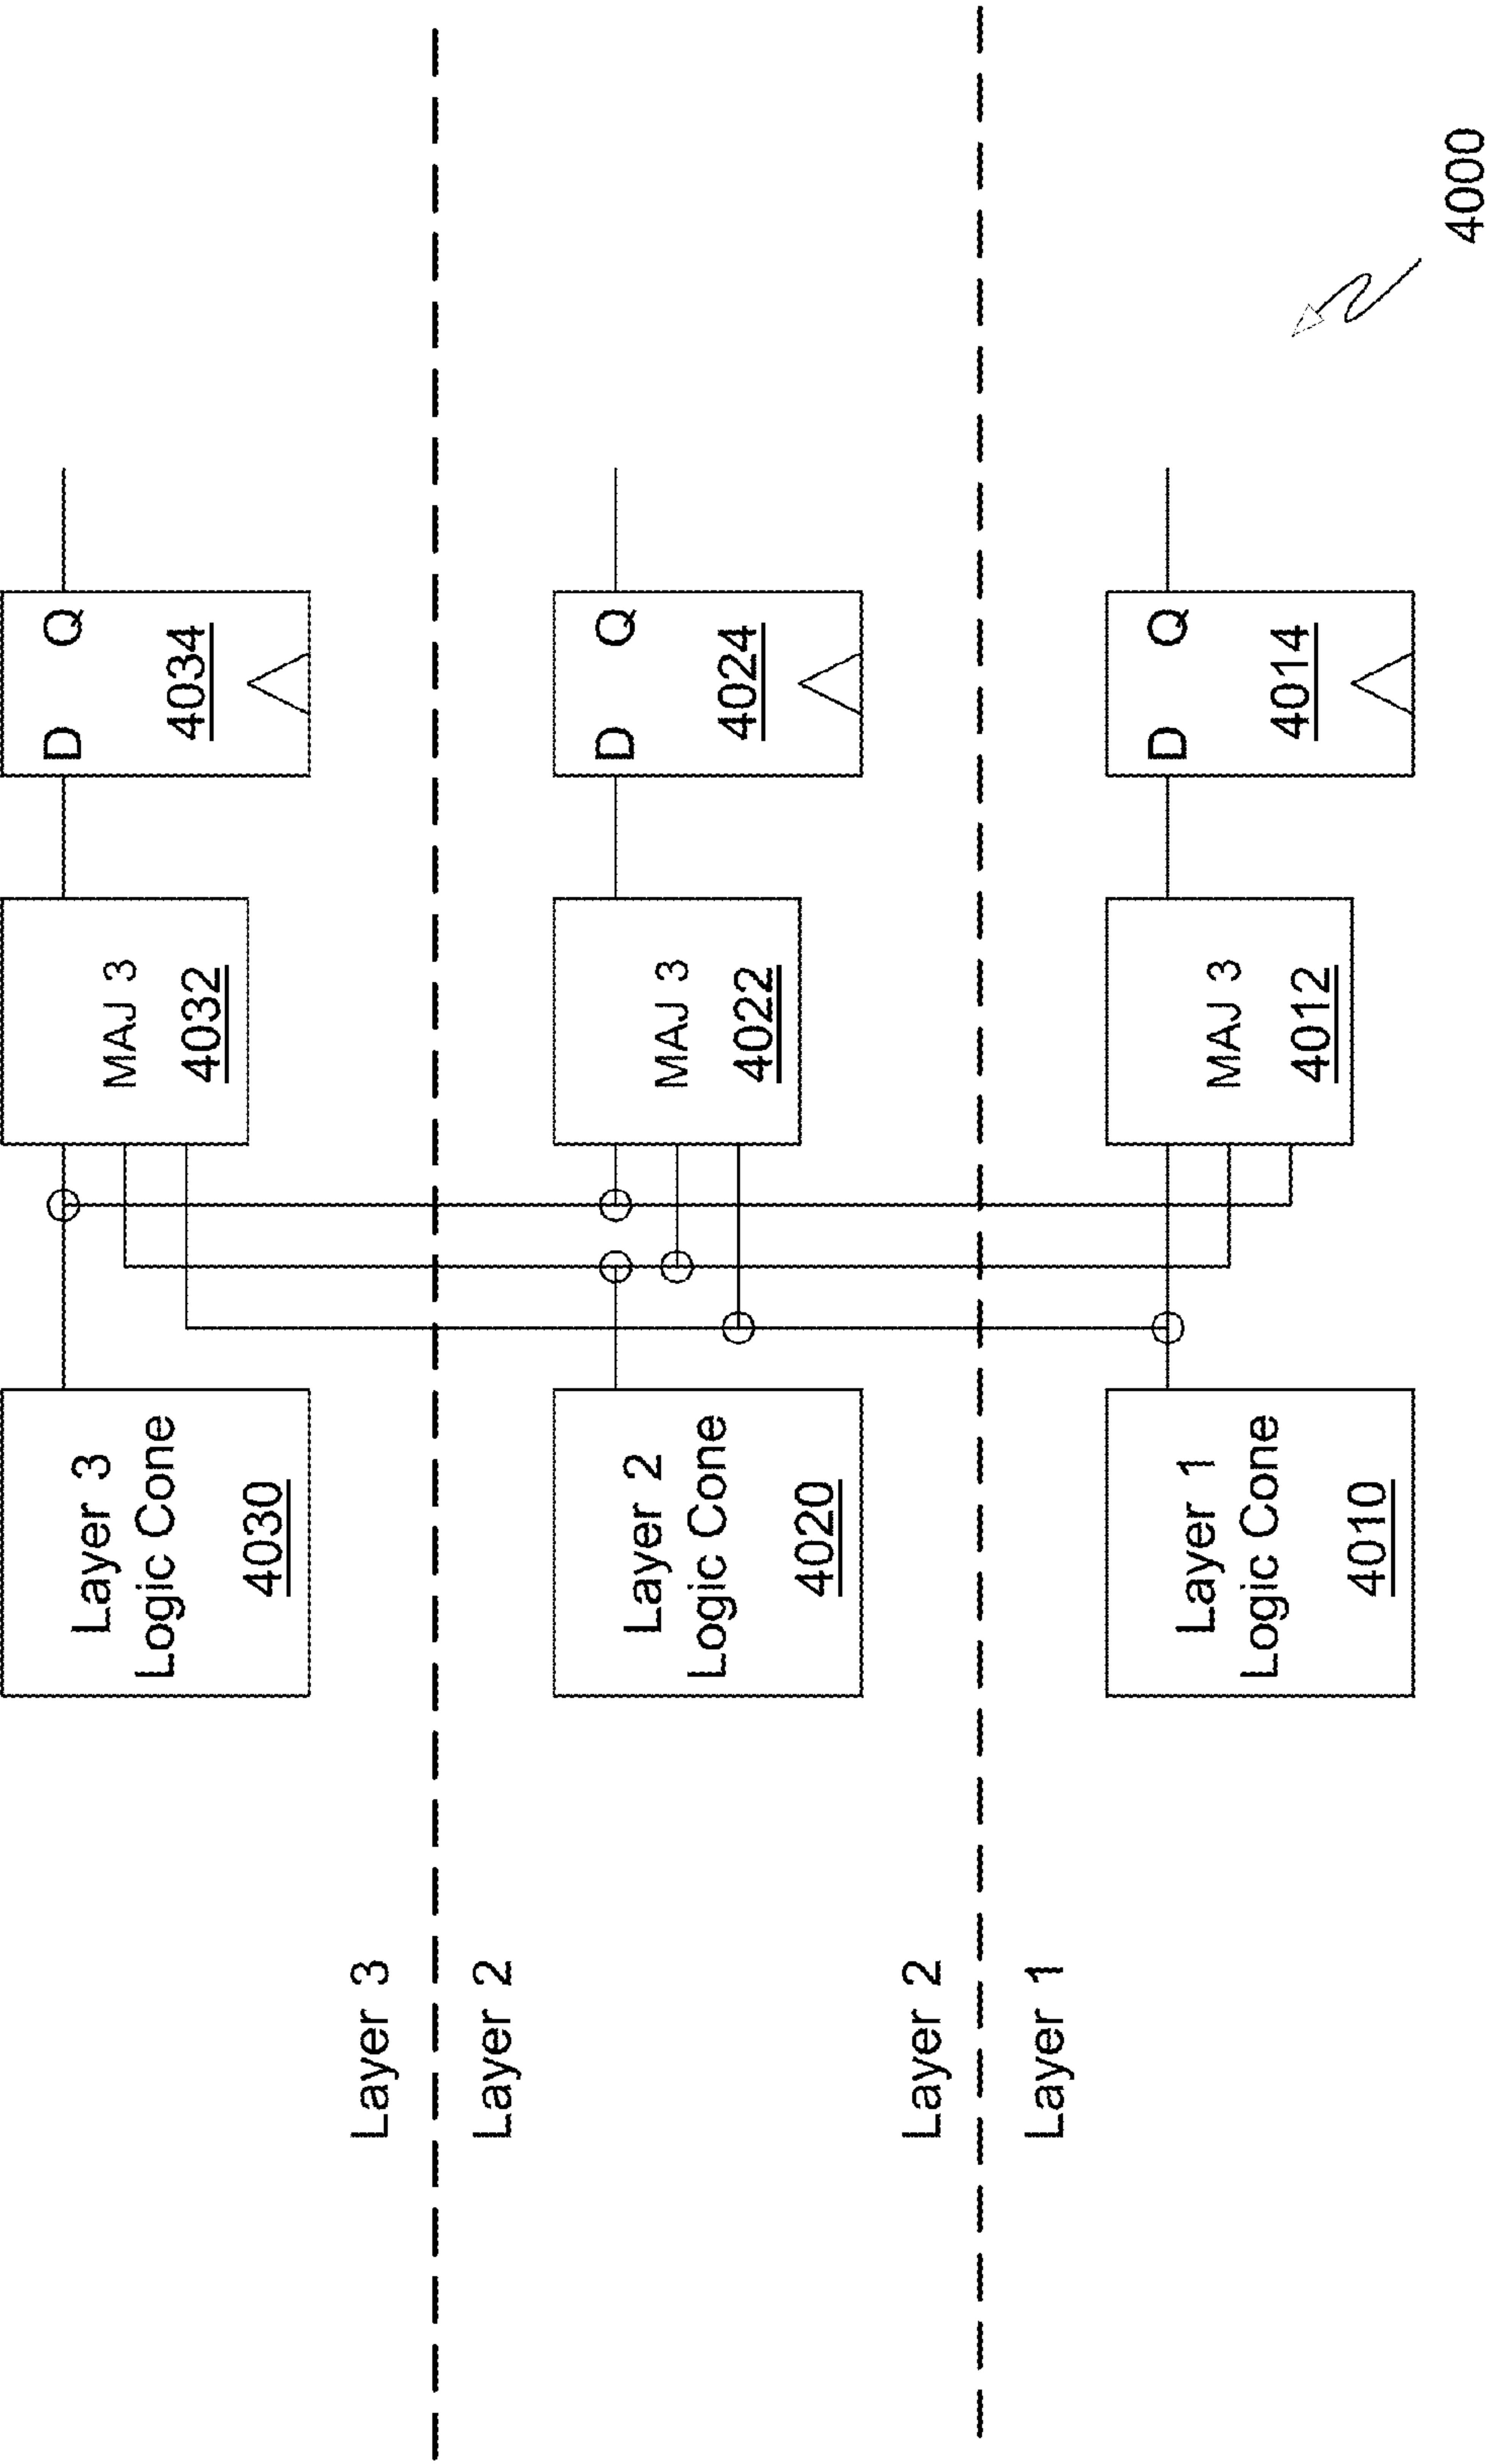 Layer 3
Logic Cone
4030
MAJ 3
4032
D Q
4034
Layer 3
Layer 2
Layer 2
Logic Cone
4020
MAJ 3
4022
D Q
4024
Layer 2
Layer 1
Layer 1
Logic Cone
4010
MAJ 3
4012
D Q
4014
4000